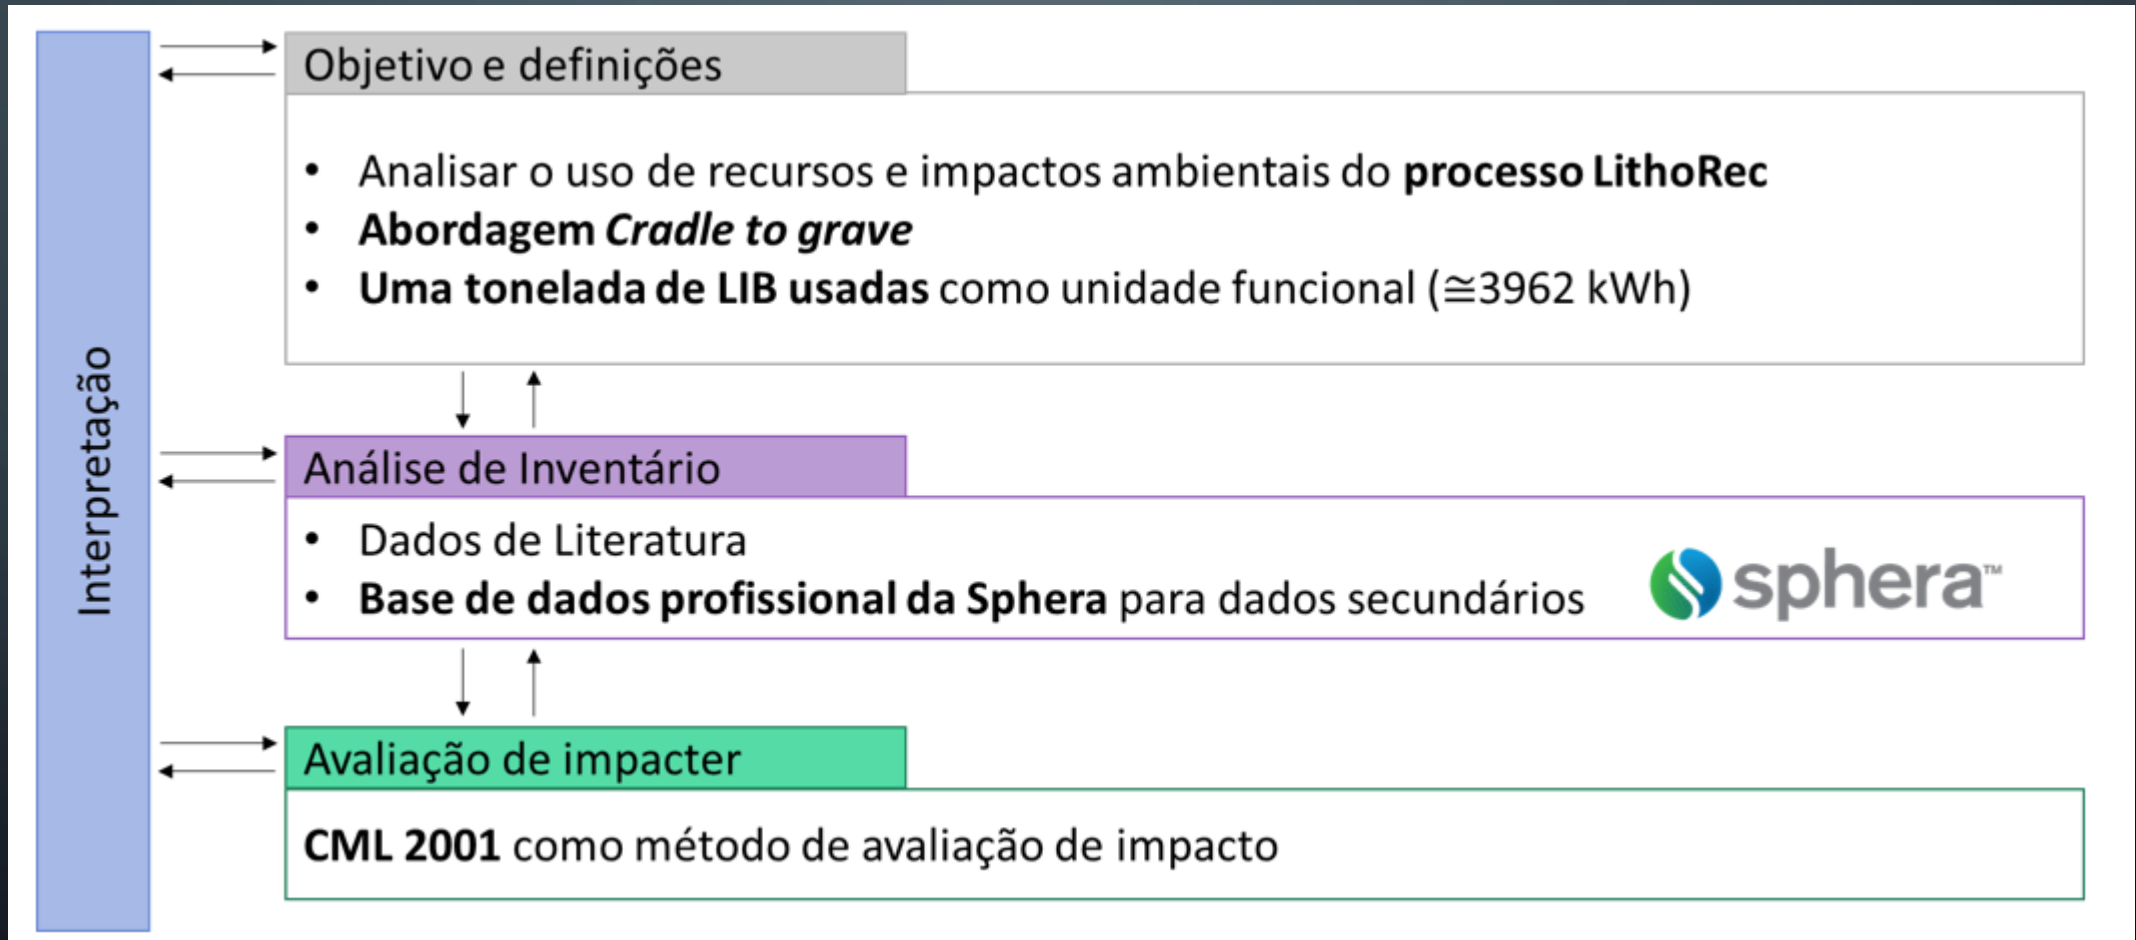 Interpretação
Objetivo e definições
• Analisar o uso de recursos e impactos ambientais do processo LithoRec
• Abordagem Cradle to grave
• Uma tonelada de LIB usadas como unidade funcional (≅3962 kWh)
Análise de Inventário
• Dados de Literatura
• Base de dados profissional da Sphera para dados secundários
sphera™
Avaliação de impacter
CML 2001 como método de avaliação de impacto